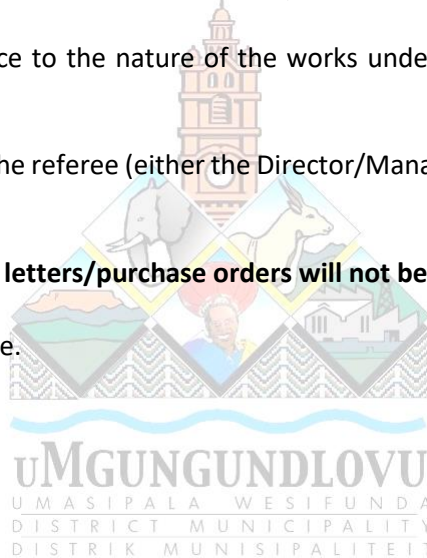 ce to the nature of the works unde
he referee (either the Director/Mana
letters/purchase orders will not be
e.
uMGUNGUNDLOVU
UMASIPALA WESIFUNDA
DISTRICT MUNICIPALITY
DISTRIK MUNISIPALITEIT